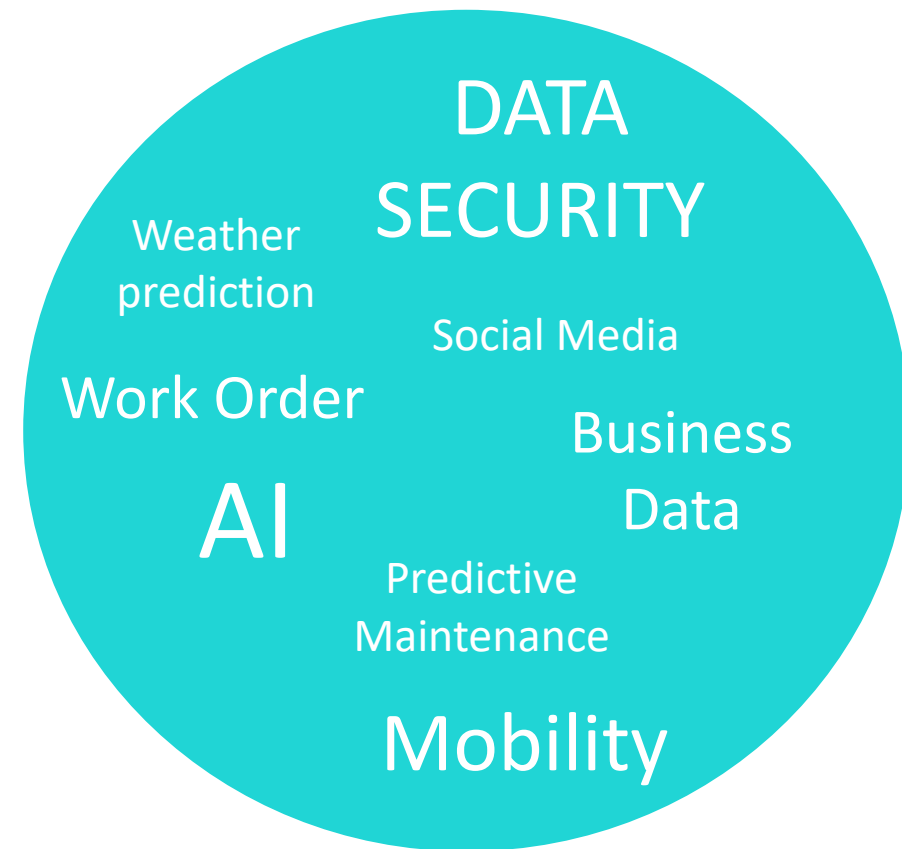 DATA
SECURITY
Weather
prediction
Social Media
Work Order
Business
Data
AI
Predictive
Maintenance
Mobility